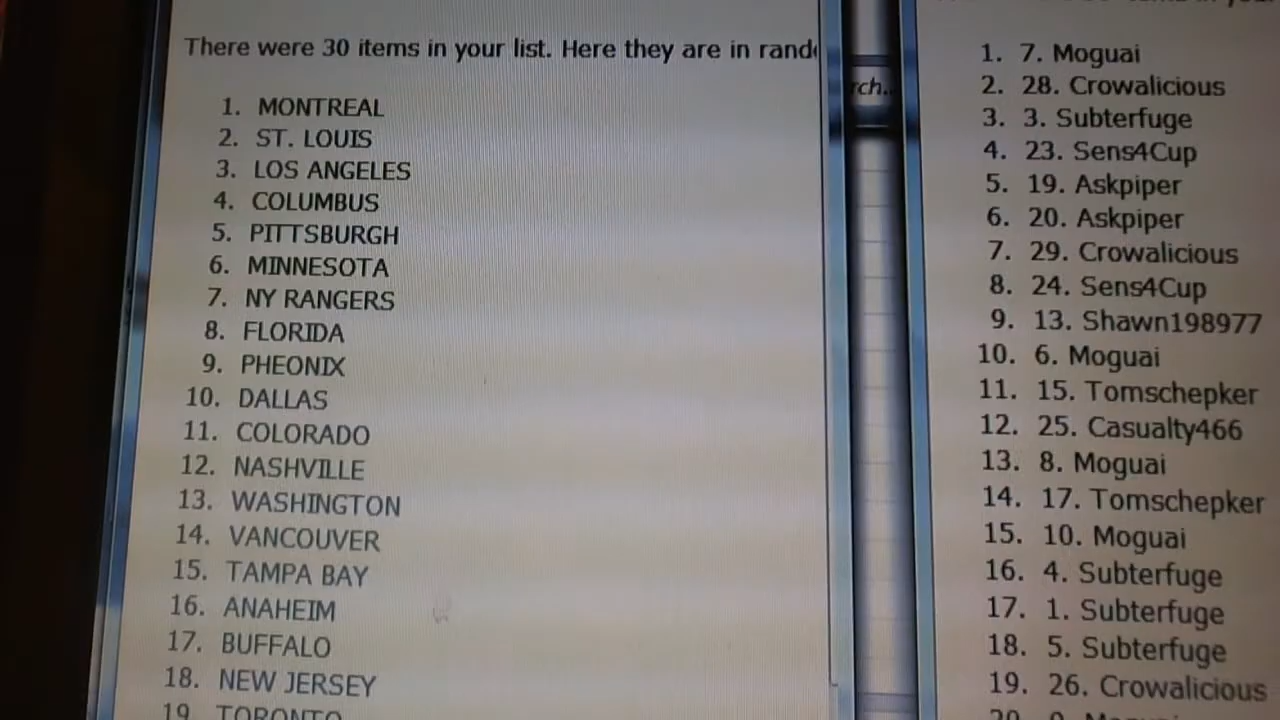 There were 30 items in your list. Here they are in
1. MONTREAL
2. ST. LOUIS
3. LOS ANGELES
4. COLUMBUS
5. PITTSBURGH
6. MINNESOTA
7. NY RANGERS
8. FLORIDA
9. PHEONIX
10. DALLAS
11. COLORADO
12. NASHVILLE
13. WASHINGTON
14. VANCOUVER
15. TAMPA BAY
16. ANAHEIM
17. BUFFALO
18. NEW JERSEY
19. TORONTO
rch...
1. 7. Moguai
2. 28. Crowalicious
3. 3. Subterfuge
4. 23. Sens4Cup
5. 19. Askpiper
6. 20. Askpiper
7. 29. Crowalicious
8. 24. Sens4Cup
9. 13. Shawn198977
10. 6. Moguai
11. 15. Tomschepker
12. 25. Casualty466
13. 8. Moguai
14. 17. Tomschepker
15. 10. Moguai
16. 4. Subterfuge
17. 1. Subterfuge
18. 5. Subterfuge
19. 26. Crowalicious